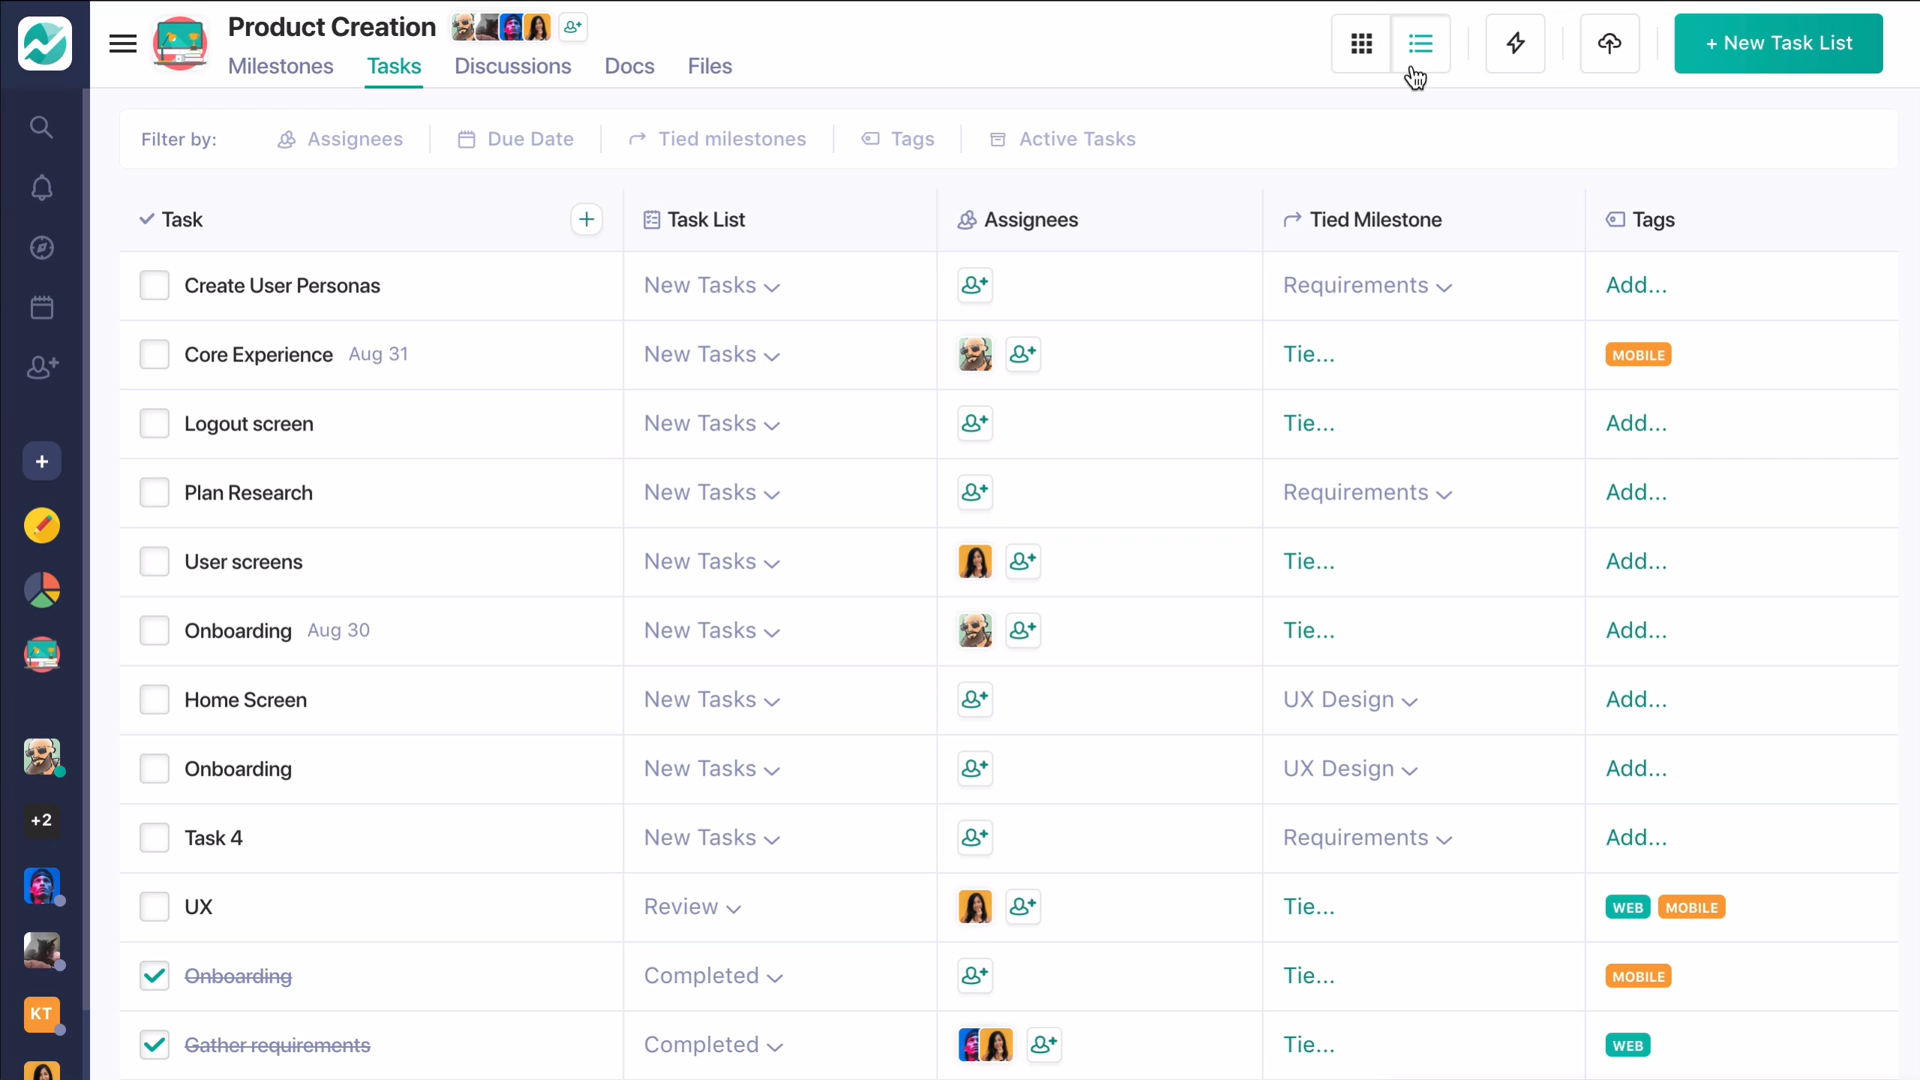 Product Creation
Milestones Tasks Discussions Docs Files
+ New Task List
Filter by: Assignees Due Date Tied milestones Tags Active Tasks
Task + Task List Assignees Tied Milestone Tags
Create User Personas New Tasks Requirements Add...
Core Experience Aug 31 New Tasks Tie... MOBILE
Logout screen New Tasks Tie... Add...
Plan Research New Tasks Requirements Add...
User screens New Tasks Tie... Add...
Onboarding Aug 30 New Tasks Tie... Add...
Home Screen New Tasks UX Design Add...
Onboarding New Tasks UX Design Add...
Task 4 New Tasks Requirements Add...
UX Review Tie... WEB MOBILE
Onboarding Completed Tie... MOBILE
Gather requirements Completed Tie... WEB
+
+2
KT